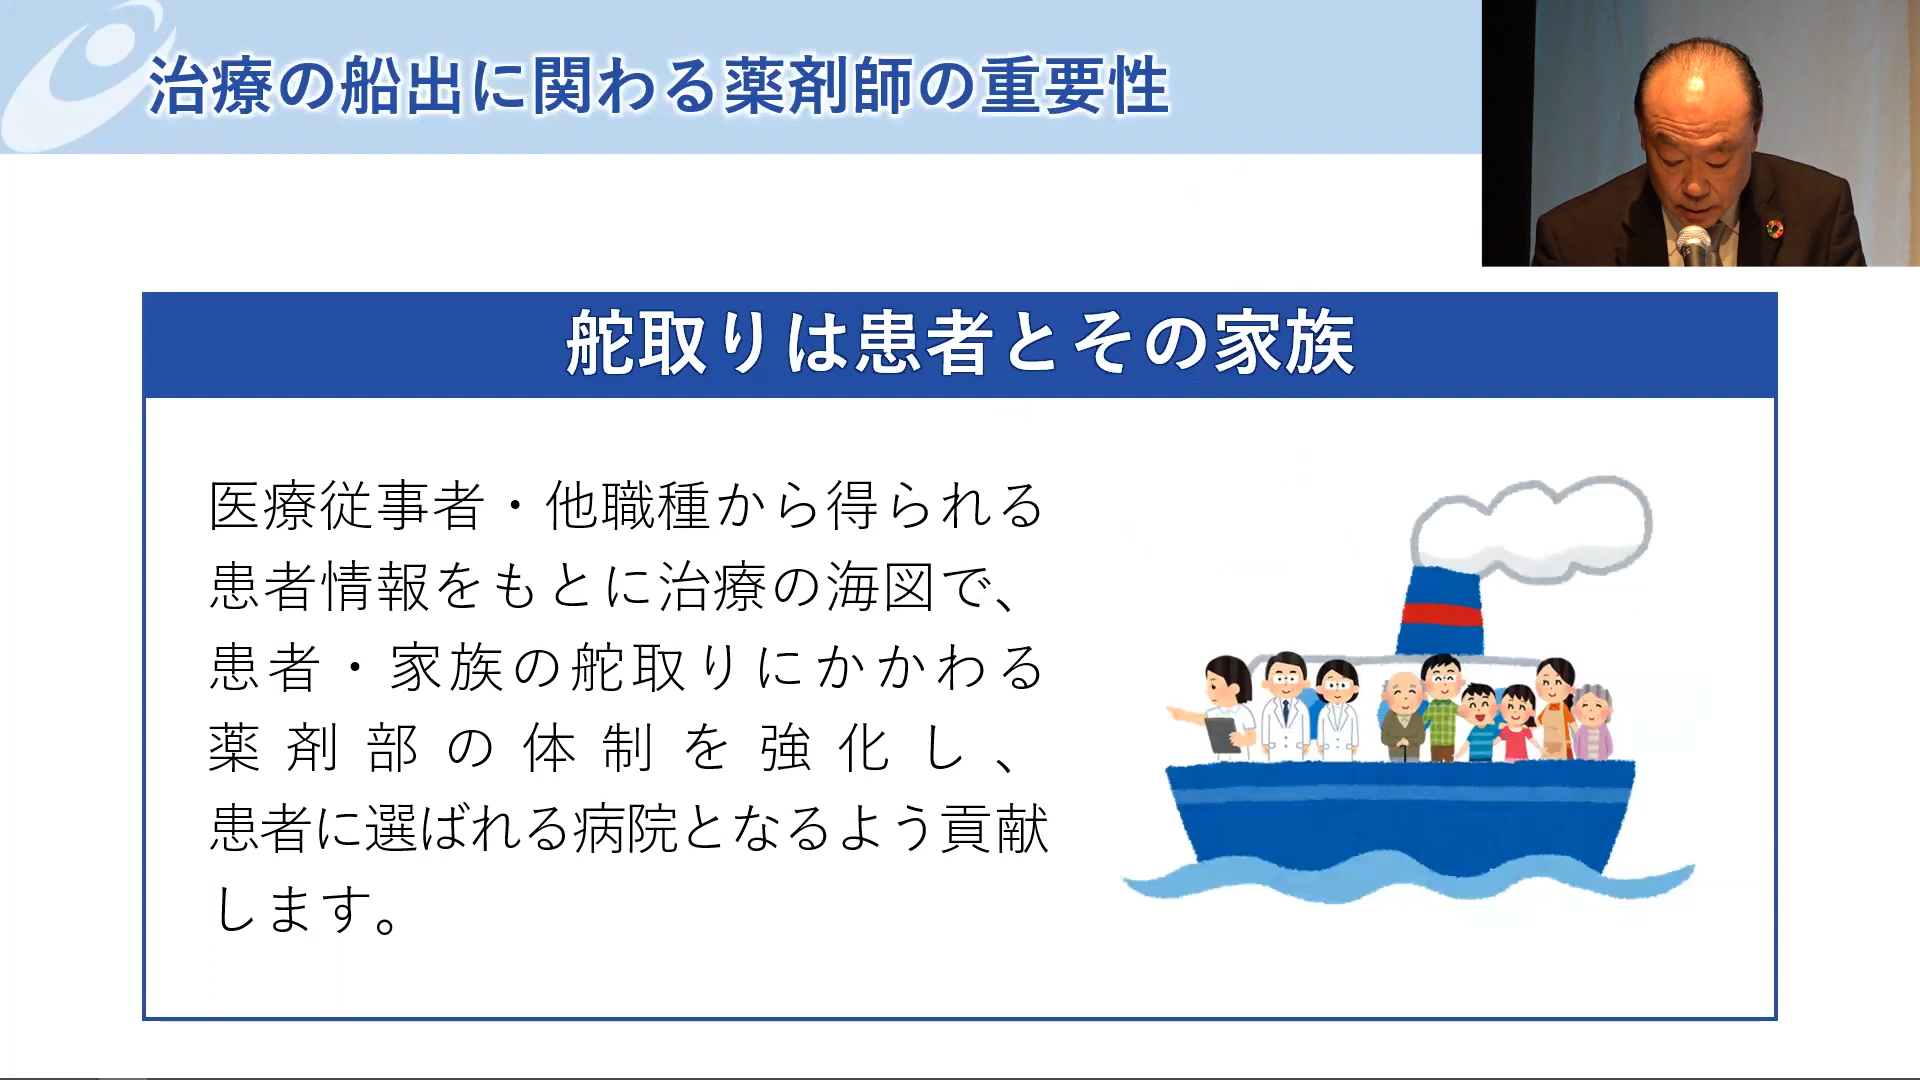 治療の船出に関わる薬剤師の重要性
舵取りは患者とその家族
医療従事者・他職種から得られる
患者情報をもとに治療の海図で、
患者・家族の舵取りにかかわる
薬剤部の体制を強化し、
患者に選ばれる病院となるよう貢献
します。